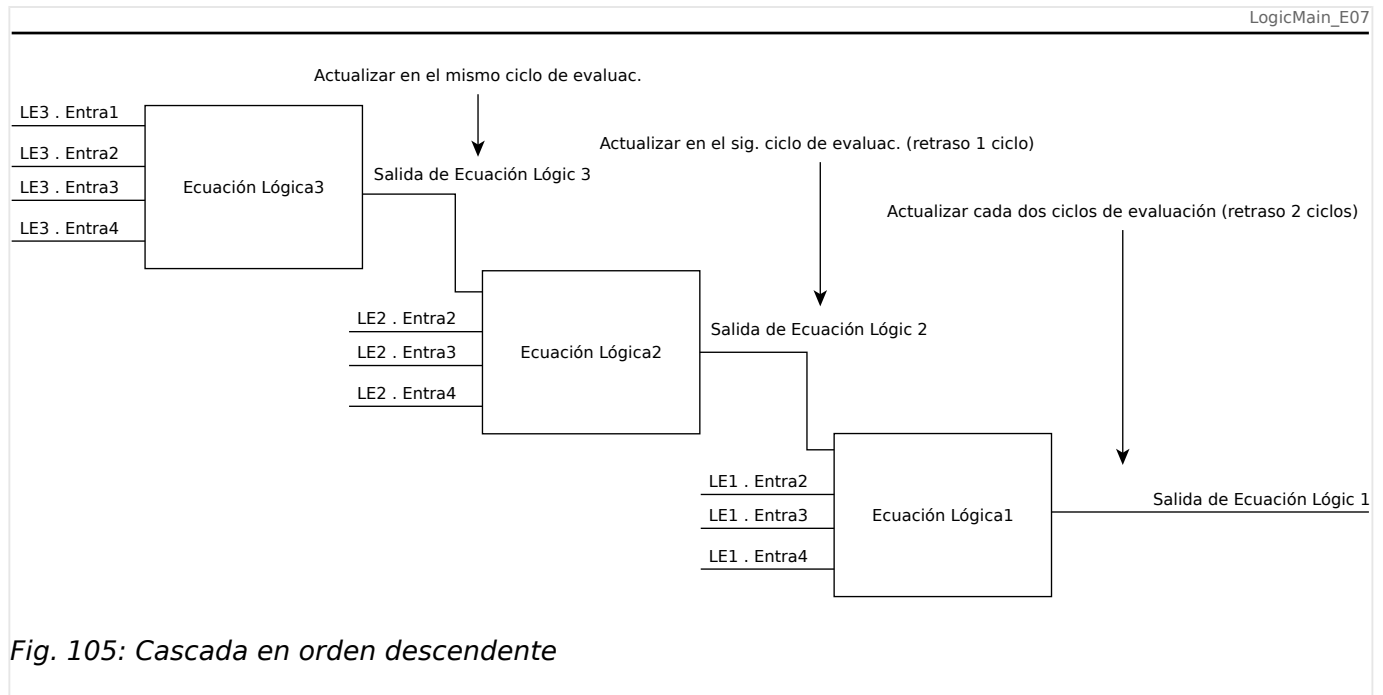 LogicMain_E07
Actualizar en el mismo ciclo de evaluac.
LE3 . Entra1
LE3 . Entra2
LE3 . Entra3
LE3 . Entra4
Ecuación Lógica3
Salida de Ecuación Lógic 3
Actualizar en el sig. ciclo de evaluac. (retraso 1 ciclo)
LE2 . Entra2
LE2 . Entra3
LE2 . Entra4
Ecuación Lógica2
Salida de Ecuación Lógic 2
Actualizar cada dos ciclos de evaluación (retraso 2 ciclos)
LE1 . Entra2
LE1 . Entra3
LE1 . Entra4
Ecuación Lógica1
Salida de Ecuación Lógic 1
Fig. 105: Cascada en orden descendente